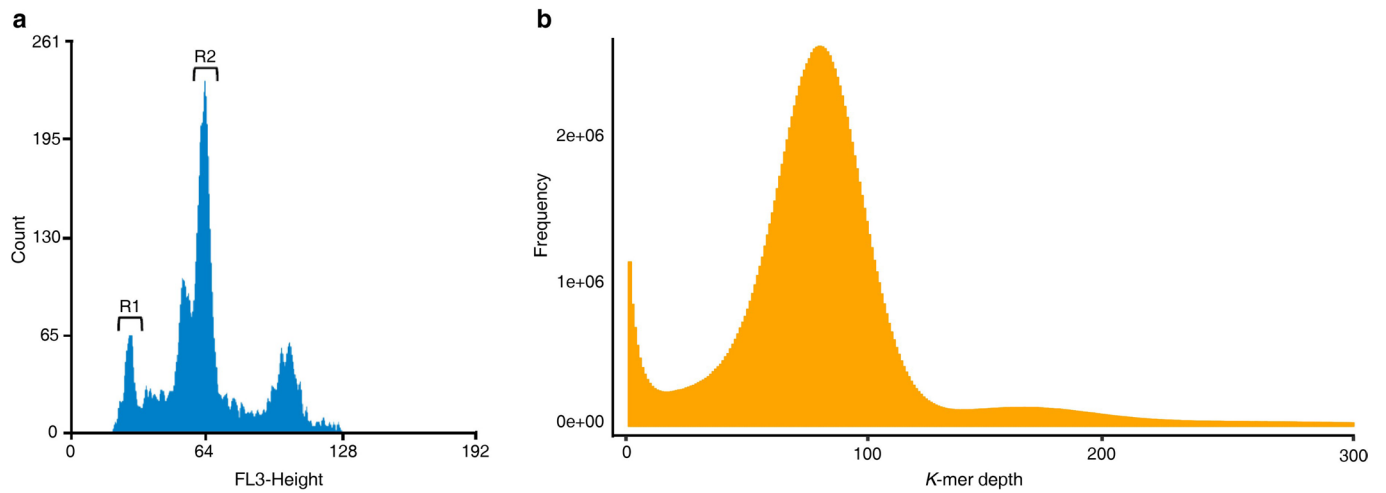 a
261
195
130
65
0
Count
R1
R2
0
64
128
192
FL3-Height
b
2e+06
1e+06
0e+00
Frequency
0
100
200
300
K-mer depth